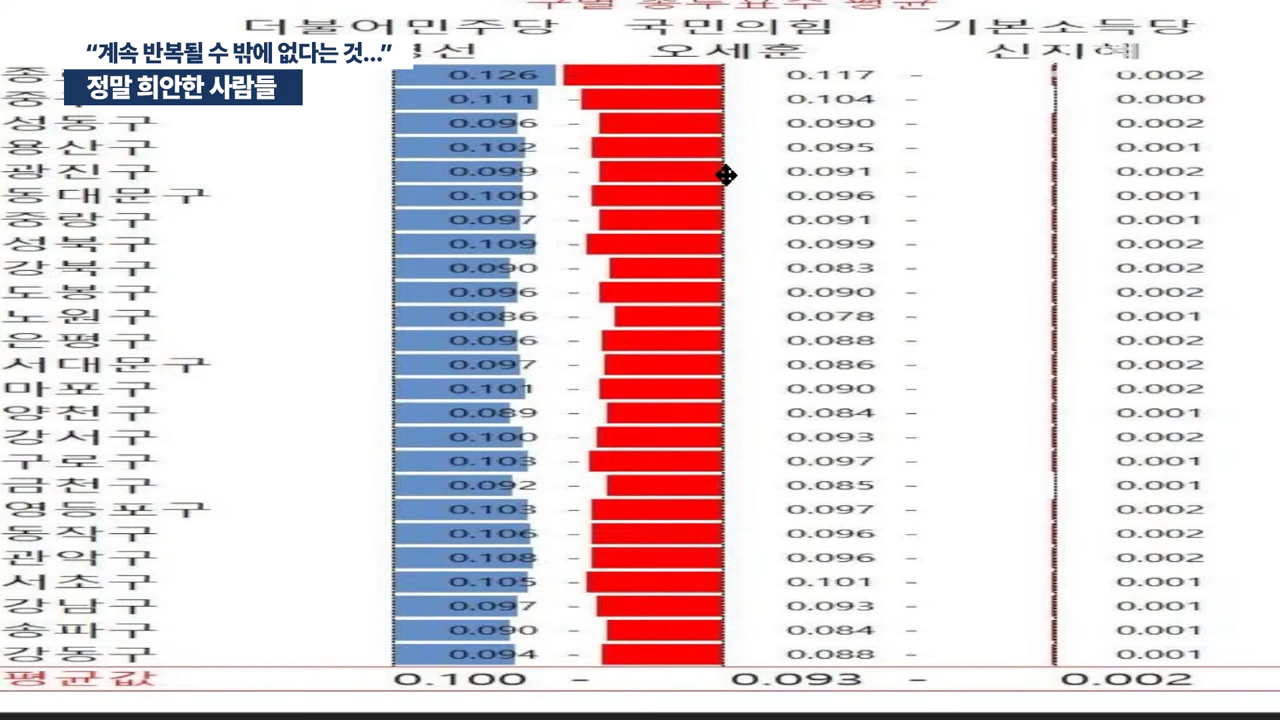 더불어민주당 국민의힘 기본소득당
오세훈 신지혜
“계속 반복될 수 밖에 없다는 것...”
정말 희안한 사람들
0.126 0.117 - 0.002
0.111 - 0.104 - 0.000
성동구 0.096 - 0.090 - 0.002
용산구 0.102 - 0.095 - 0.001
광진구 0.099 - 0.091 - 0.002
동대문구 0.100 - 0.096 - 0.001
중랑구 0.097 - 0.091 - 0.001
성북구 0.109 - 0.099 - 0.002
강북구 0.090 - 0.083 - 0.002
도봉구 0.096 - 0.090 - 0.002
노원구 0.086 - 0.078 - 0.001
은평구 0.096 - 0.088 - 0.002
서대문구 0.097 - 0.086 - 0.002
마포구 0.101 - 0.090 - 0.002
양천구 0.089 - 0.084 - 0.001
강서구 0.100 - 0.093 - 0.002
구로구 0.103 - 0.097 - 0.001
금천구 0.092 - 0.085 - 0.001
영등포구 0.103 - 0.097 - 0.002
동작구 0.106 - 0.096 - 0.002
관악구 0.108 - 0.096 - 0.002
서초구 0.105 - 0.101 - 0.001
강남구 0.097 - 0.093 - 0.001
송파구 0.090 - 0.084 - 0.001
강동구 0.094 - 0.088 - 0.001
평균값 0.100 - 0.093 - 0.002